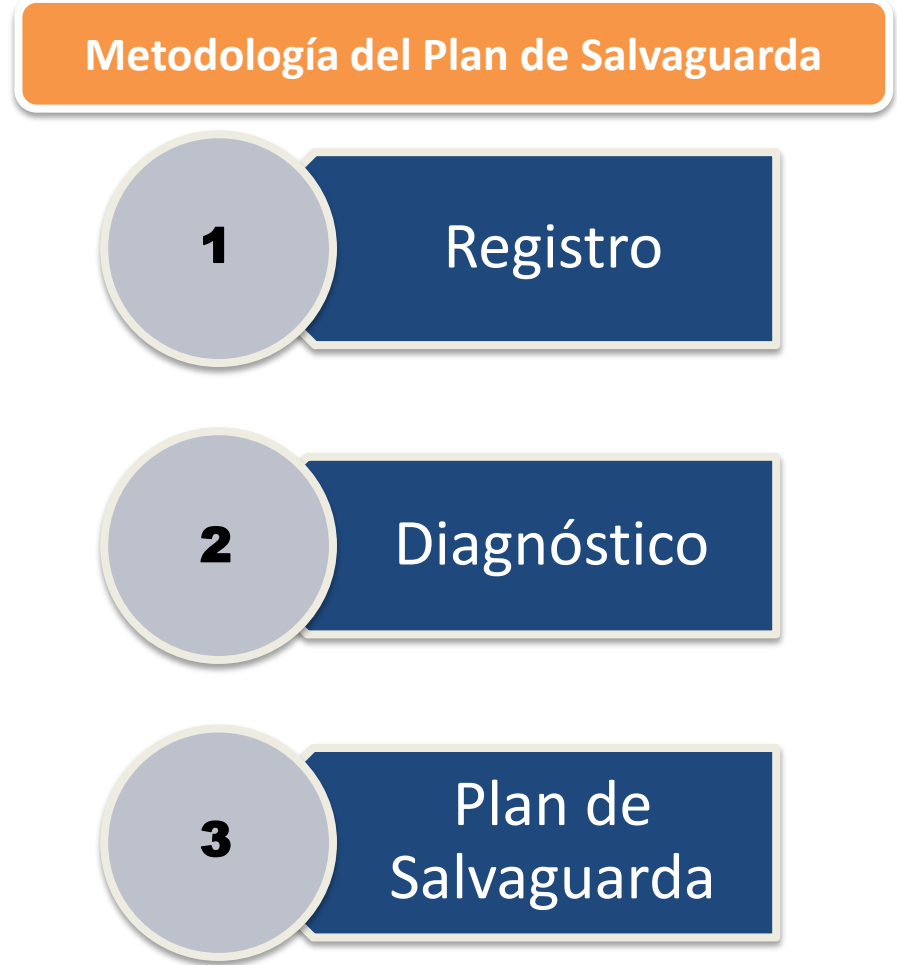 Metodología del Plan de Salvaguarda
1
Registro
2
Diagnóstico
3
Plan de
Salvaguarda